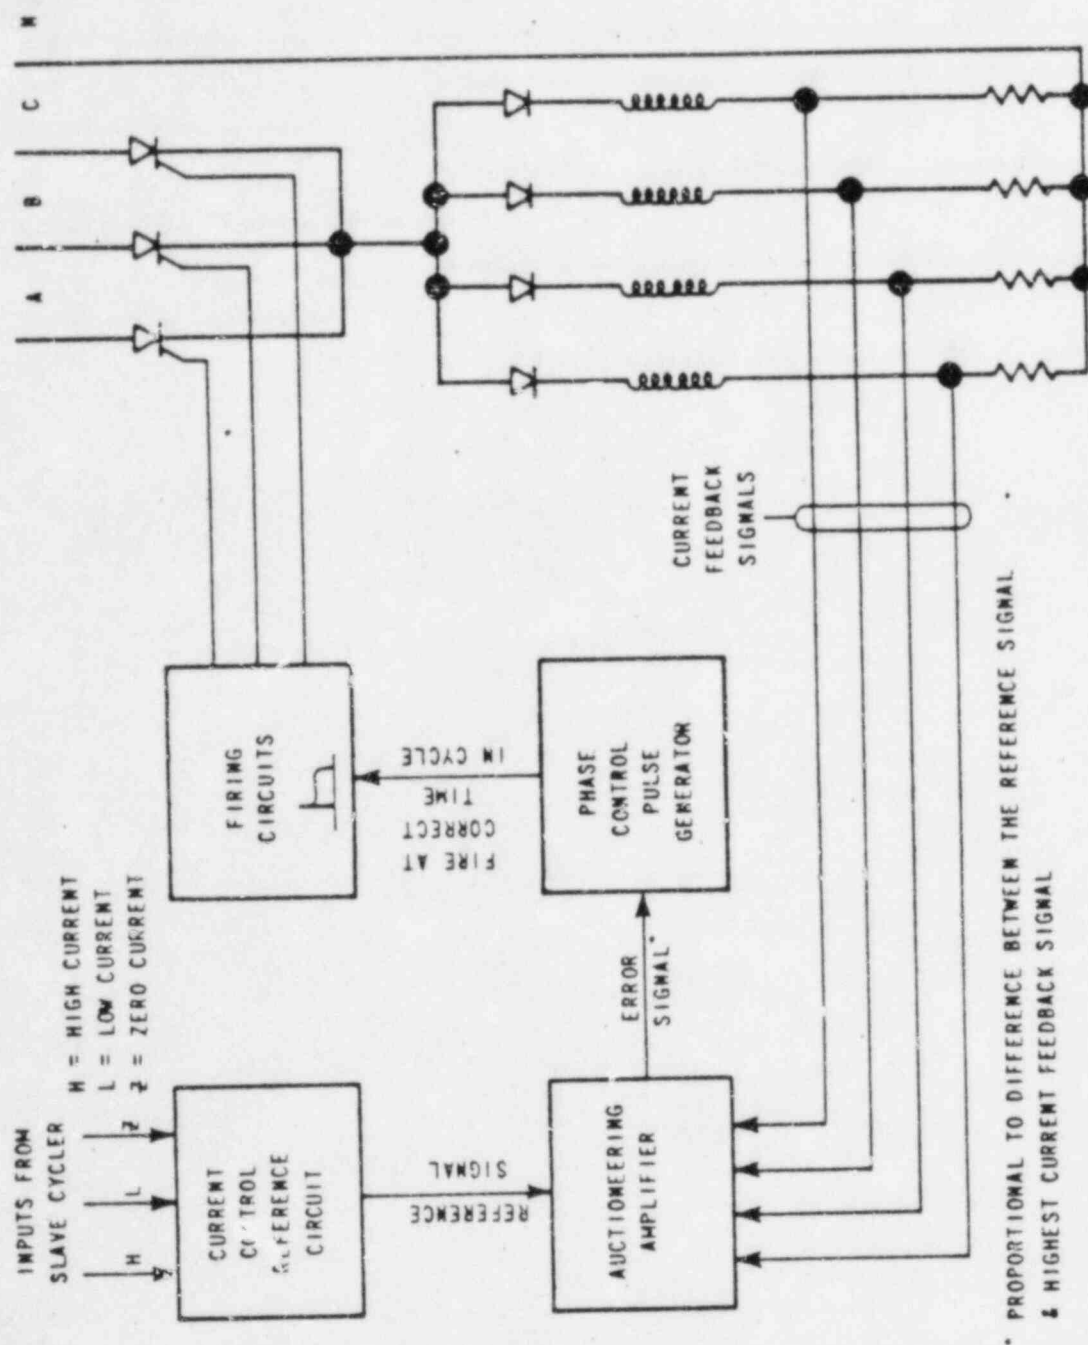 INPUTS FROM
SLAVE CYCLER
H = HIGH CURRENT
L = LOW CURRENT
Z = ZERO CURRENT
H
L
Z
CURRENT
REFERENCE
CIRCUIT
REFERENCE
SIGNAL
AUCTIONEERING
AMPLIFIER
ERROR
SIGNAL*
PHASE
CONTROL
PULSE
GENERATOR
FIRE AT
CORRECT
TIME
IN CYCLE
FIRING
CIRCUITS
CURRENT
FEEDBACK
SIGNALS
A
B
C
N
* PROPORTIONAL TO DIFFERENCE BETWEEN THE REFERENCE SIGNAL
& HIGHEST CURRENT FEEDBACK SIGNAL